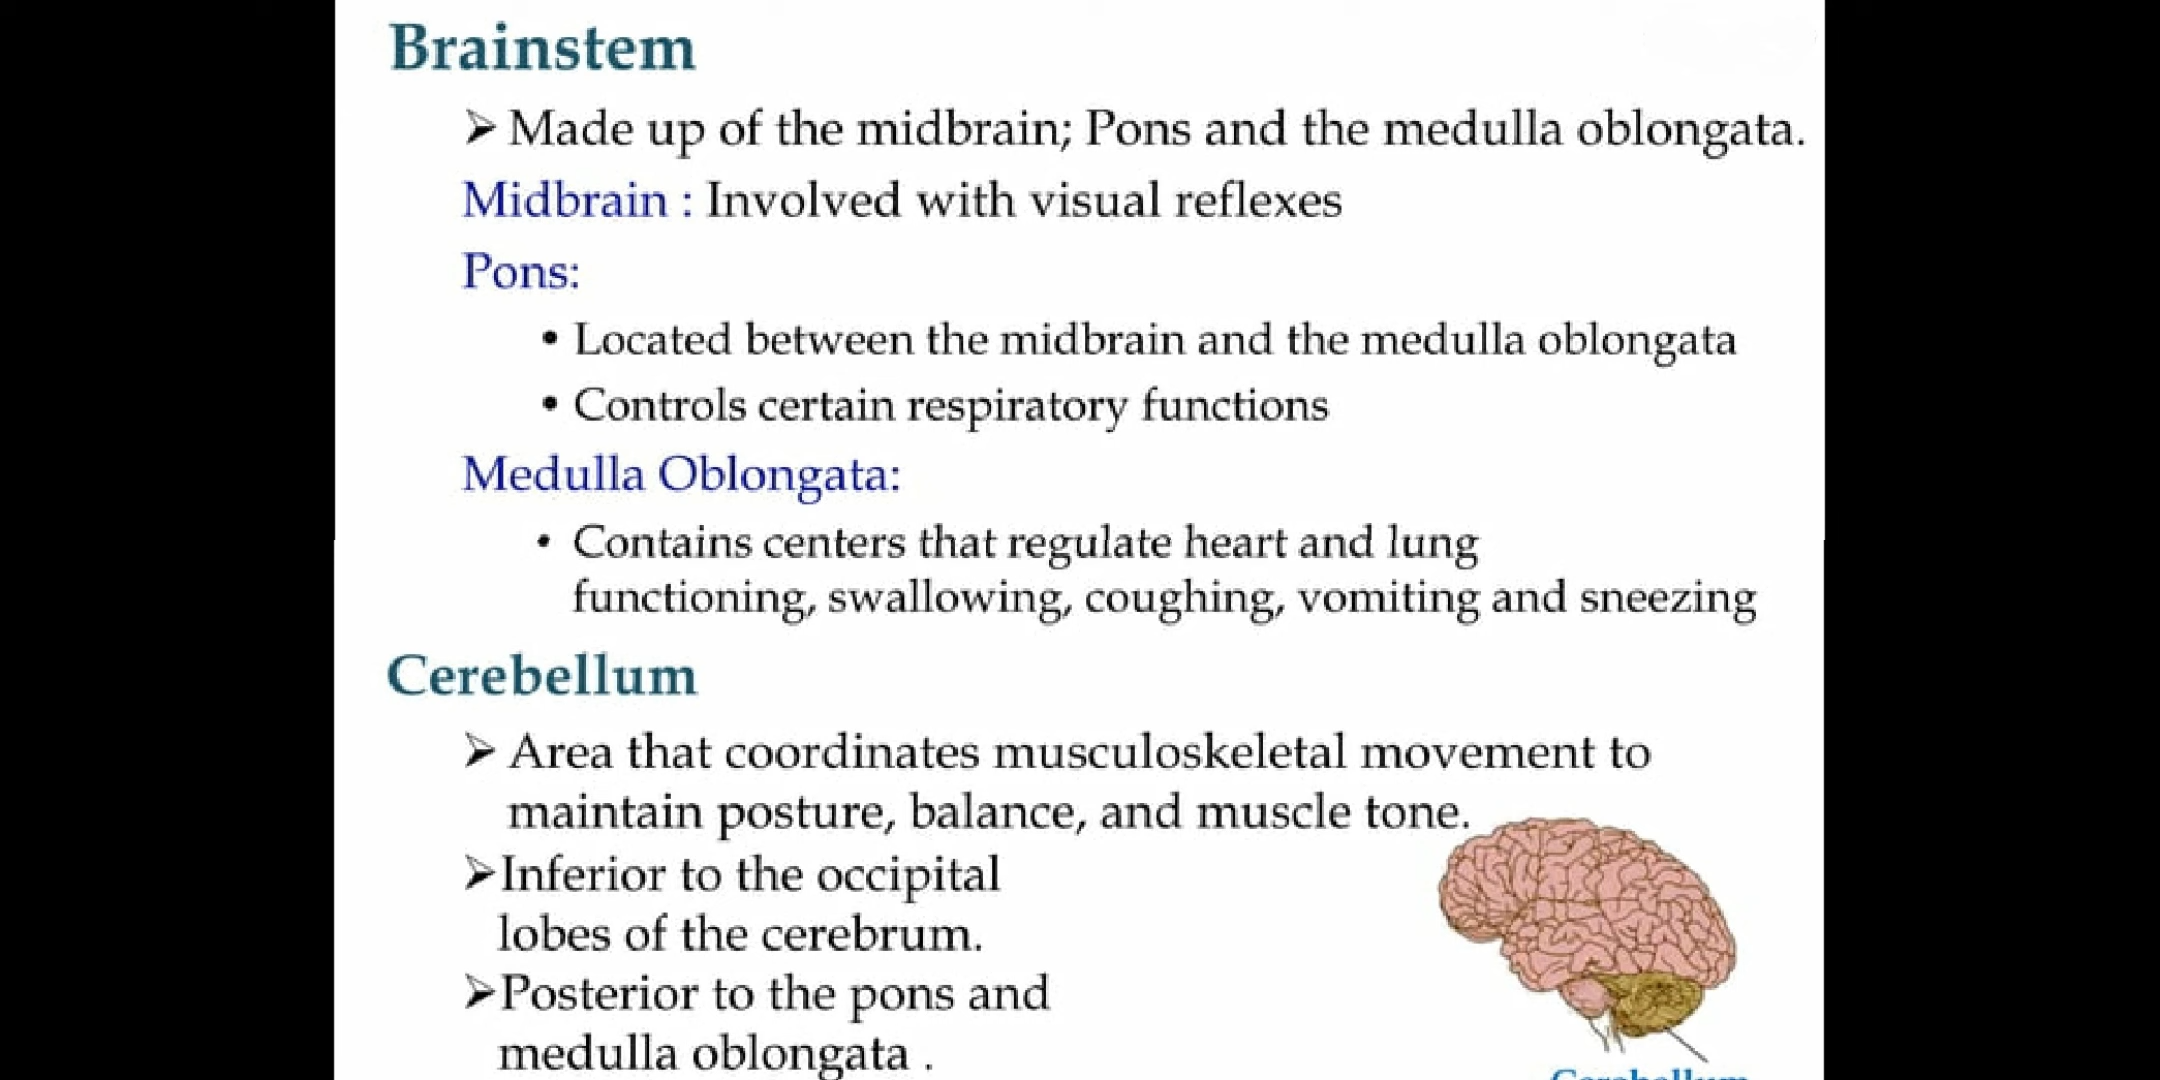 Brainstem
➢ Made up of the midbrain; Pons and the medulla oblongata.
Midbrain : Involved with visual reflexes
Pons:
• Located between the midbrain and the medulla oblongata
• Controls certain respiratory functions
Medulla Oblongata:
• Contains centers that regulate heart and lung
functioning, swallowing, coughing, vomiting and sneezing
Cerebellum
➢ Area that coordinates musculoskeletal movement to
maintain posture, balance, and muscle tone.
➢Inferior to the occipital
lobes of the cerebrum.
➢Posterior to the pons and
medulla oblongata .
Cerebellum